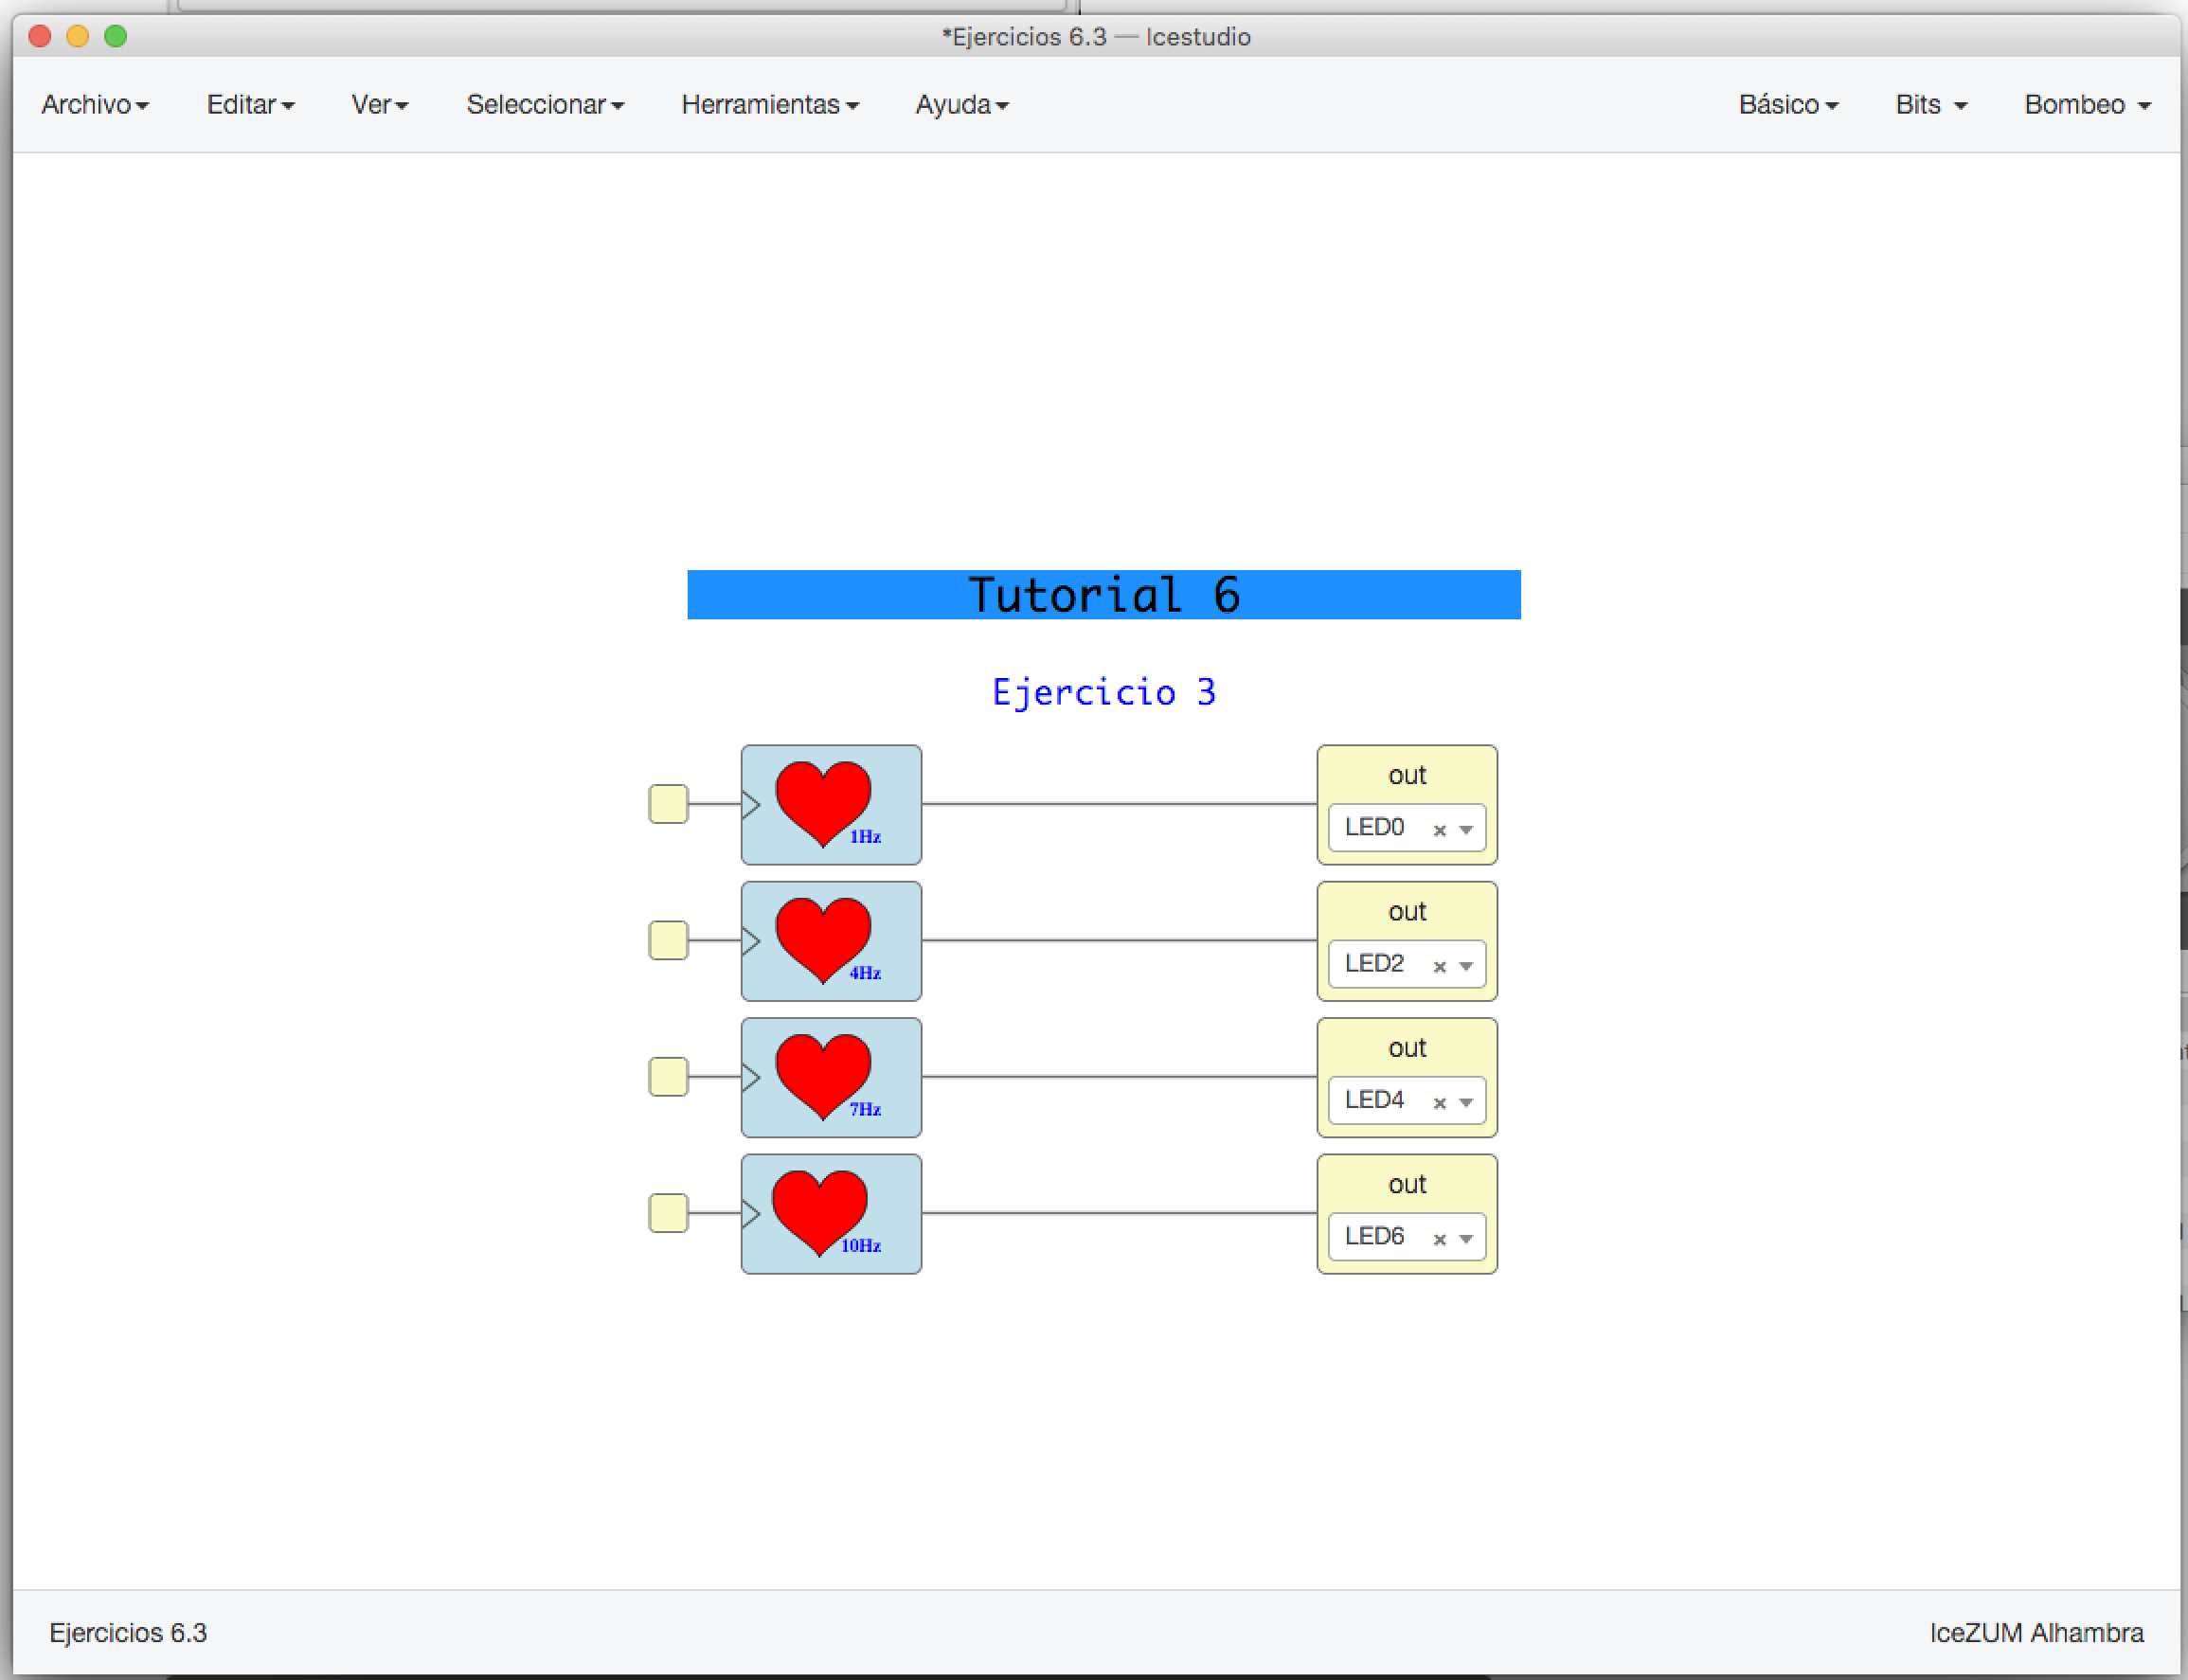 *Ejercicios 6.3 — Icestudio
Archivo Editar Ver Seleccionar Herramientas Ayuda Básico Bits Bombeo
Tutorial 6
Ejercicio 3
1Hz
out
LED0 ×
4Hz
out
LED2 ×
7Hz
out
LED4 ×
10Hz
out
LED6 ×
Ejercicios 6.3 IceZUM Alhambra